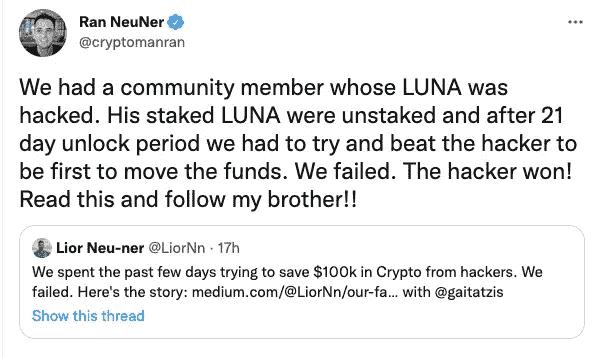 Ran NeuNer
@cryptomanran
We had a community member whose LUNA was
hacked. His staked LUNA were unstaked and after 21
day unlock period we had to try and beat the hacker to
be first to move the funds. We failed. The hacker won!
Read this and follow my brother!!
Lior Neu-ner @LiorNn · 17h
We spent the past few days trying to save $100k in Crypto from hackers. We
failed. Here's the story: medium.com/@LiorNn/our-fa... with @gaitatzis
Show this thread